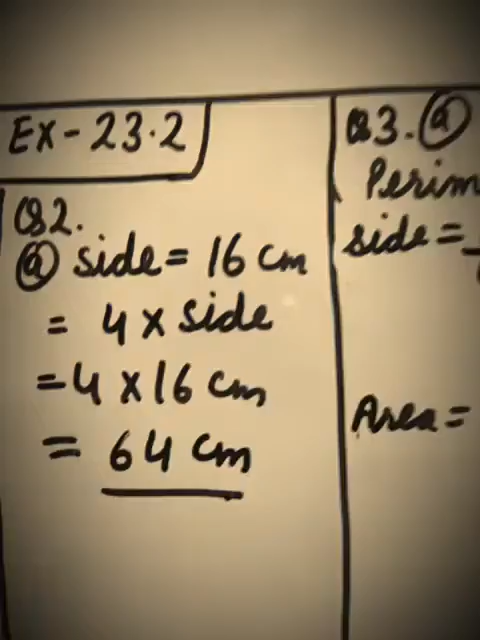 Ex-23.2
Q2.
(a) side = 16 cm
= 4 × side
= 4 × 16 cm
= 64 cm
Q3. (a)
Perim
side =
Area =